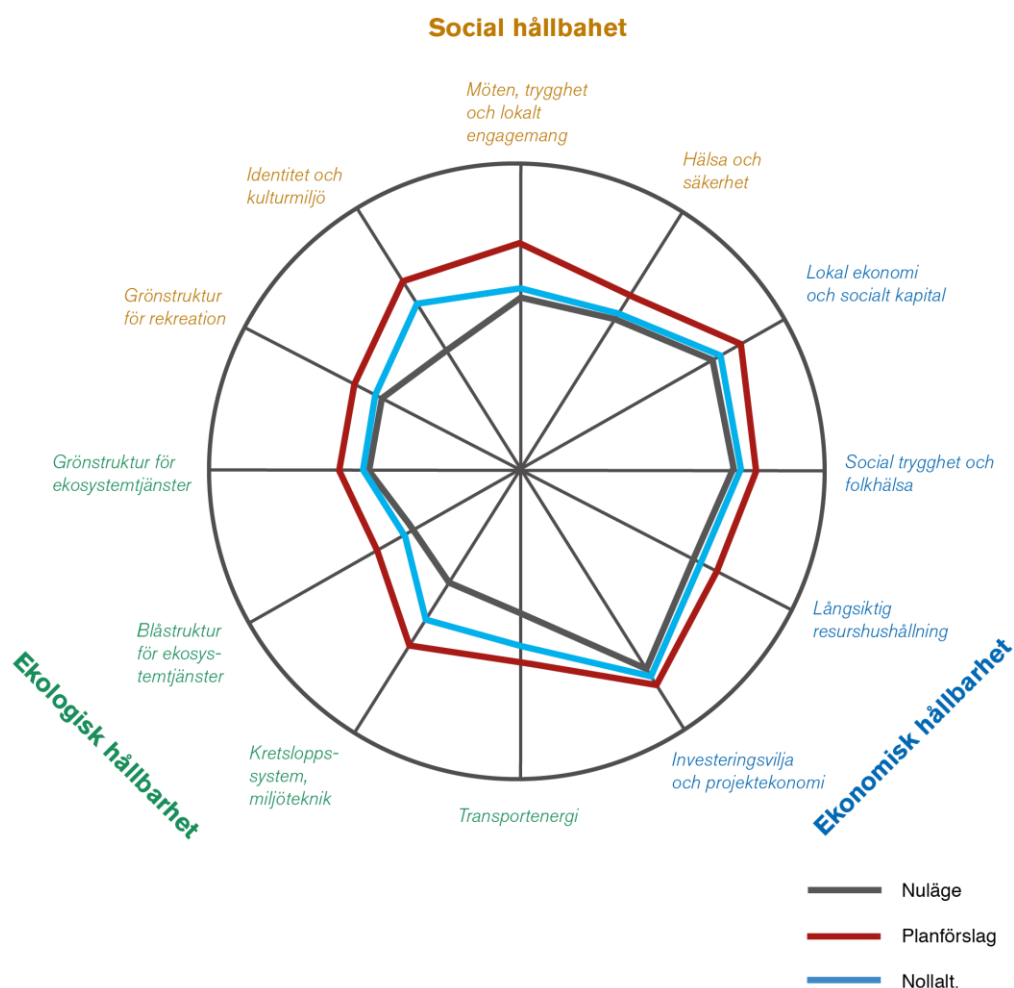 Social hållbahet
Möten, trygghet
och lokalt
engagemang
Hälsa och
säkerhet
Identitet och
kulturmiljö
Lokal ekonomi
och socialt kapital
Grönstruktur
för rekreation
Grönstruktur för
ekosystemtjänster
Social trygghet och
folkhälsa
Blåstruktur
för ekosys-
temtjänster
Långsiktig
resurshushållning
Ekologisk hållbarhet
Kretslopps-
system,
miljöteknik
Transportenergi
Investeringsvilja
och projektekonomi
Ekonomisk hållbarhet
Nuläge
Planförslag
Nollalt.